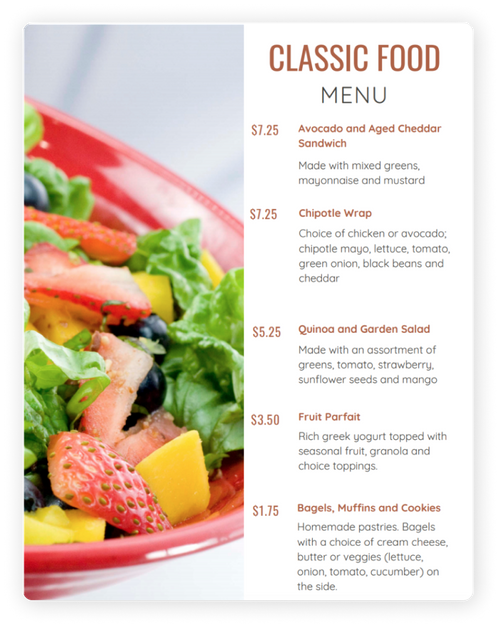 CLASSIC FOOD
MENU
$7.25
Avocado and Aged Cheddar
Sandwich
Made with mixed greens,
mayonnaise and mustard
$7.25
Chipotle Wrap
Choice of chicken or avocado;
chipotle mayo, lettuce, tomato,
green onion, black beans and
cheddar
$5.25
Quinoa and Garden Salad
Made with an assortment of
greens, tomato, strawberry,
sunflower seeds and mango
$3.50
Fruit Parfait
Rich greek yogurt topped with
seasonal fruit, granola and
choice toppings.
$1.75
Bagels, Muffins and Cookies
Homemade pastries. Bagels
with a choice of cream cheese,
butter or veggies (lettuce,
onion, tomato, cucumber) on
the side.